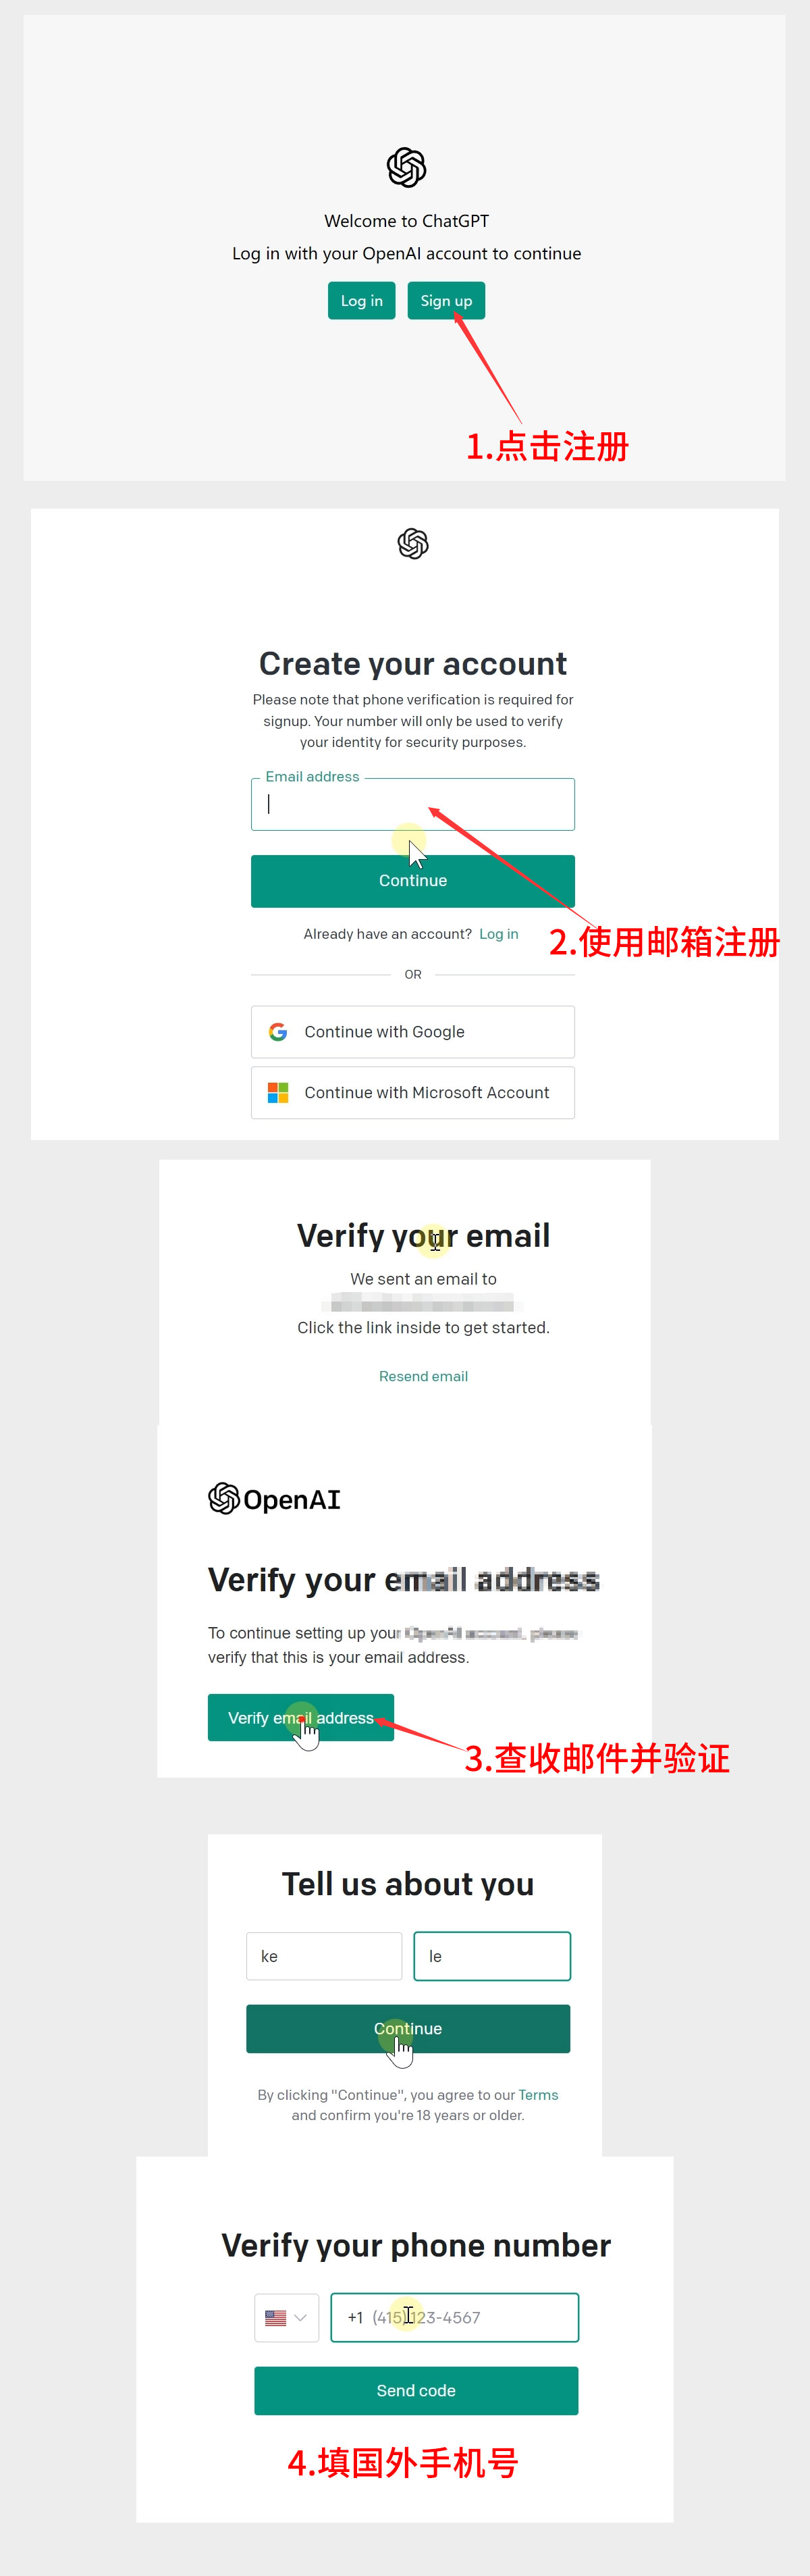 Welcome to ChatGPT
Log in with your OpenAI account to continue
Log in
Sign up
1.点击注册
Create your account
Please note that phone verification is required for
signup. Your number will only be used to verify
your identity for security purposes.
Email address
Continue
Already have an account? Log in
2.使用邮箱注册
OR
Continue with Google
Continue with Microsoft Account
Verify your email
We sent an email to
Click the link inside to get started.
Resend email
OpenAI
Verify your email address
To continue setting up your OpenAI account, please
verify that this is your email address.
Verify email address
3.查收邮件并验证
Tell us about you
ke
le
Continue
By clicking "Continue", you agree to our Terms
and confirm you're 18 years or older.
Verify your phone number
+1 (415)123-4567
Send code
4.填国外手机号